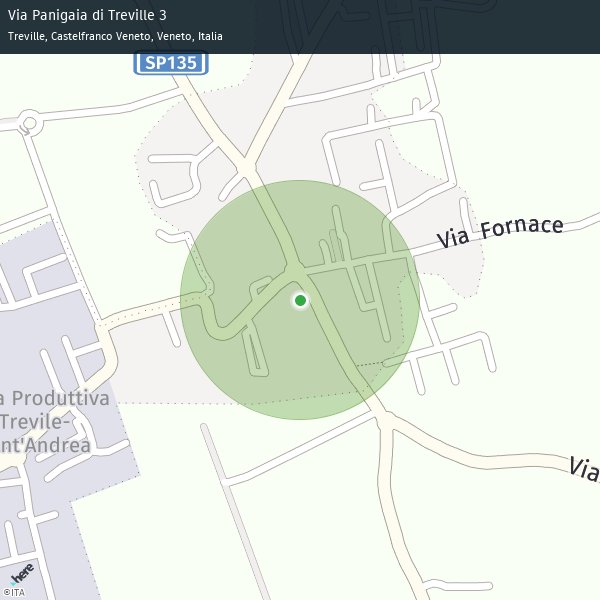 Via Panigaia di Treville 3
Treville, Castelfranco Veneto, Veneto, Italia
SP135
Via Fornace
a Produttiva
Trevile-
nt'Andrea
Via
here
©ITA